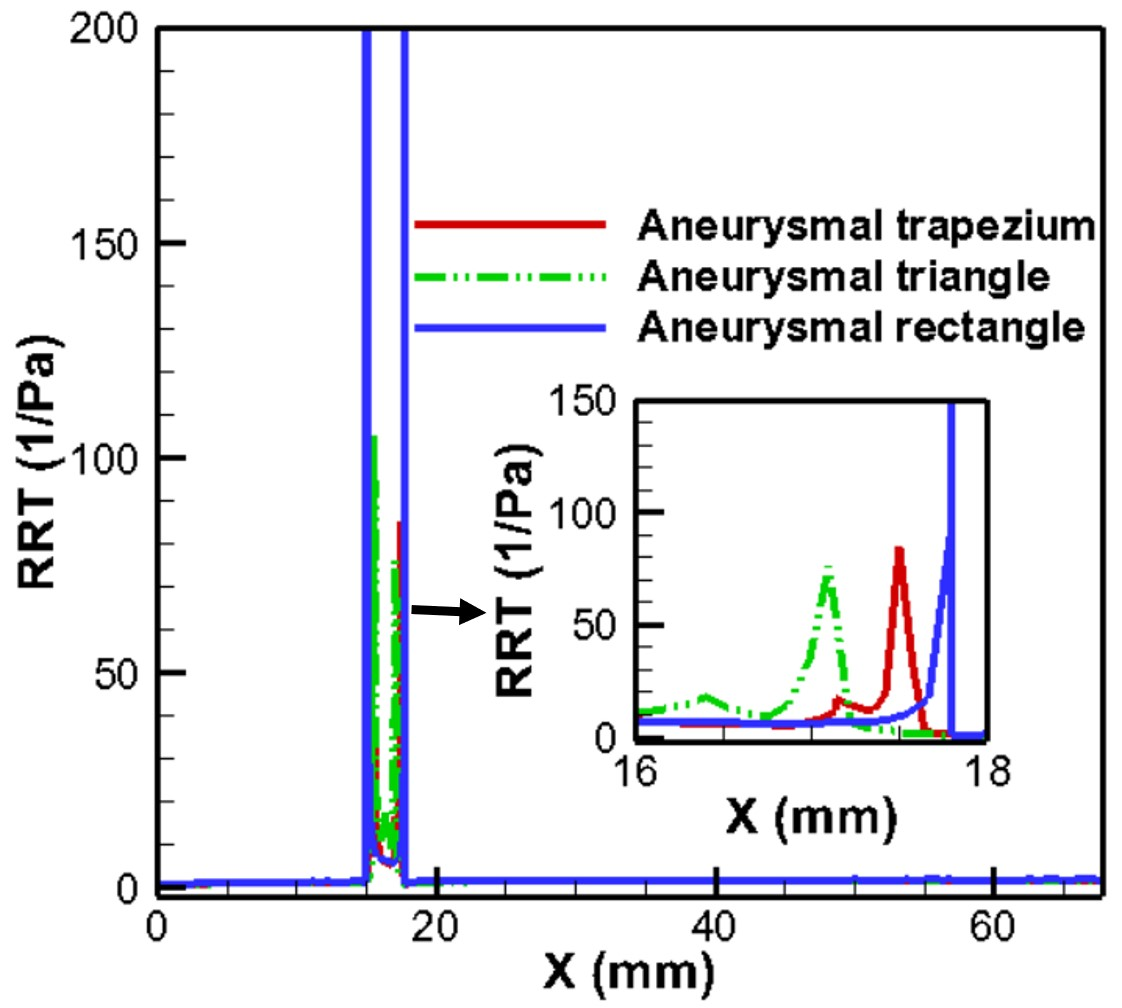 200
150
100
50
0
RRT (1/Pa)
0 20 40 60
X (mm)
Aneurysmal trapezium
Aneurysmal triangle
Aneurysmal rectangle
150
100
50
0
RRT (1/Pa)
16 18
X (mm)